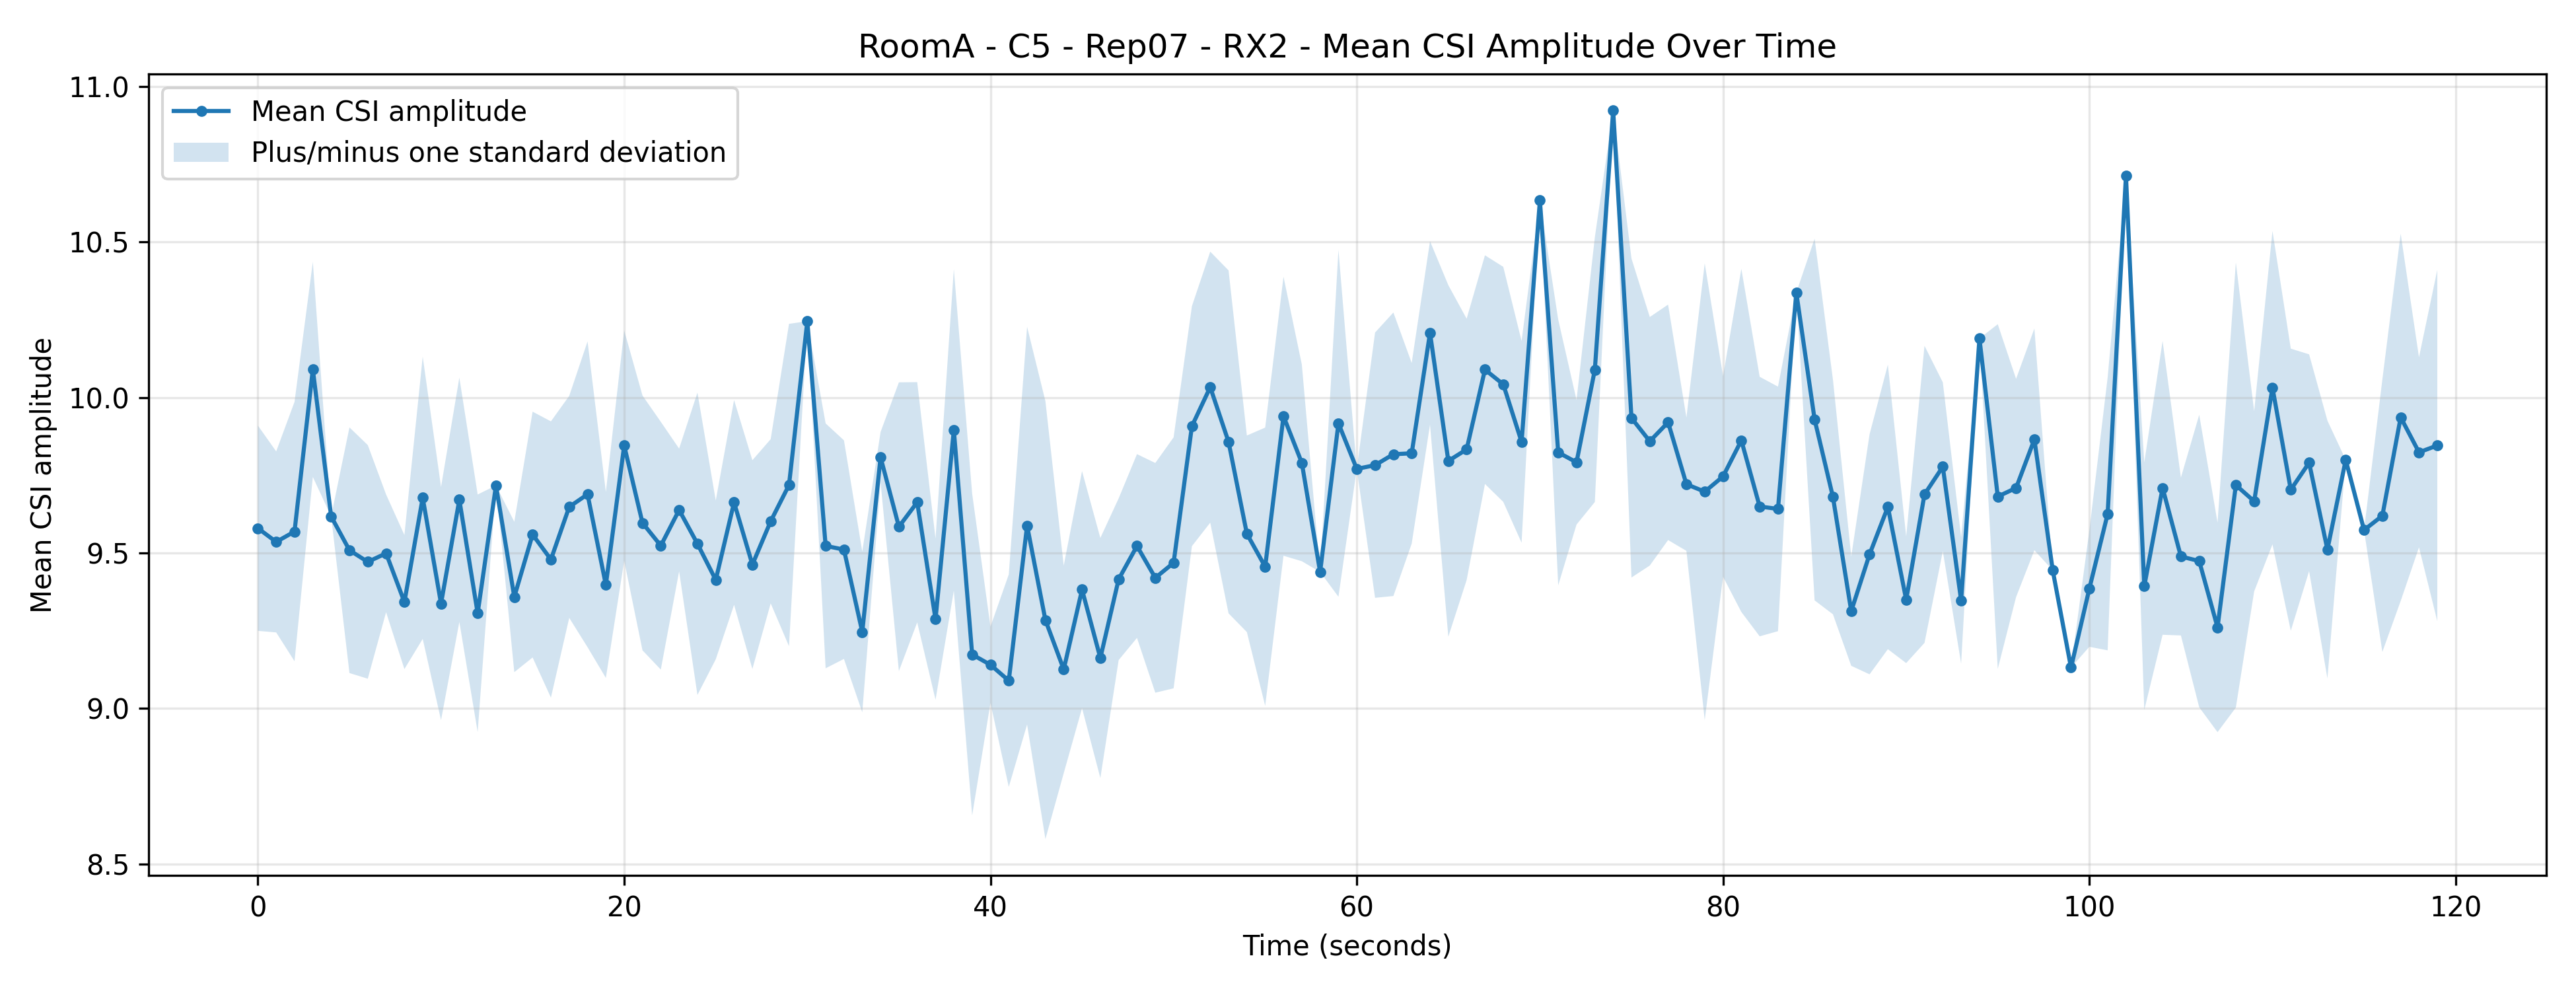 RoomA - C5 - Rep07 - RX2 - Mean CSI Amplitude Over Time
Mean CSI amplitude
Plus/minus one standard deviation
Mean CSI amplitude
11.0
10.5
10.0
9.5
9.0
8.5
0 20 40 60 80 100 120
Time (seconds)